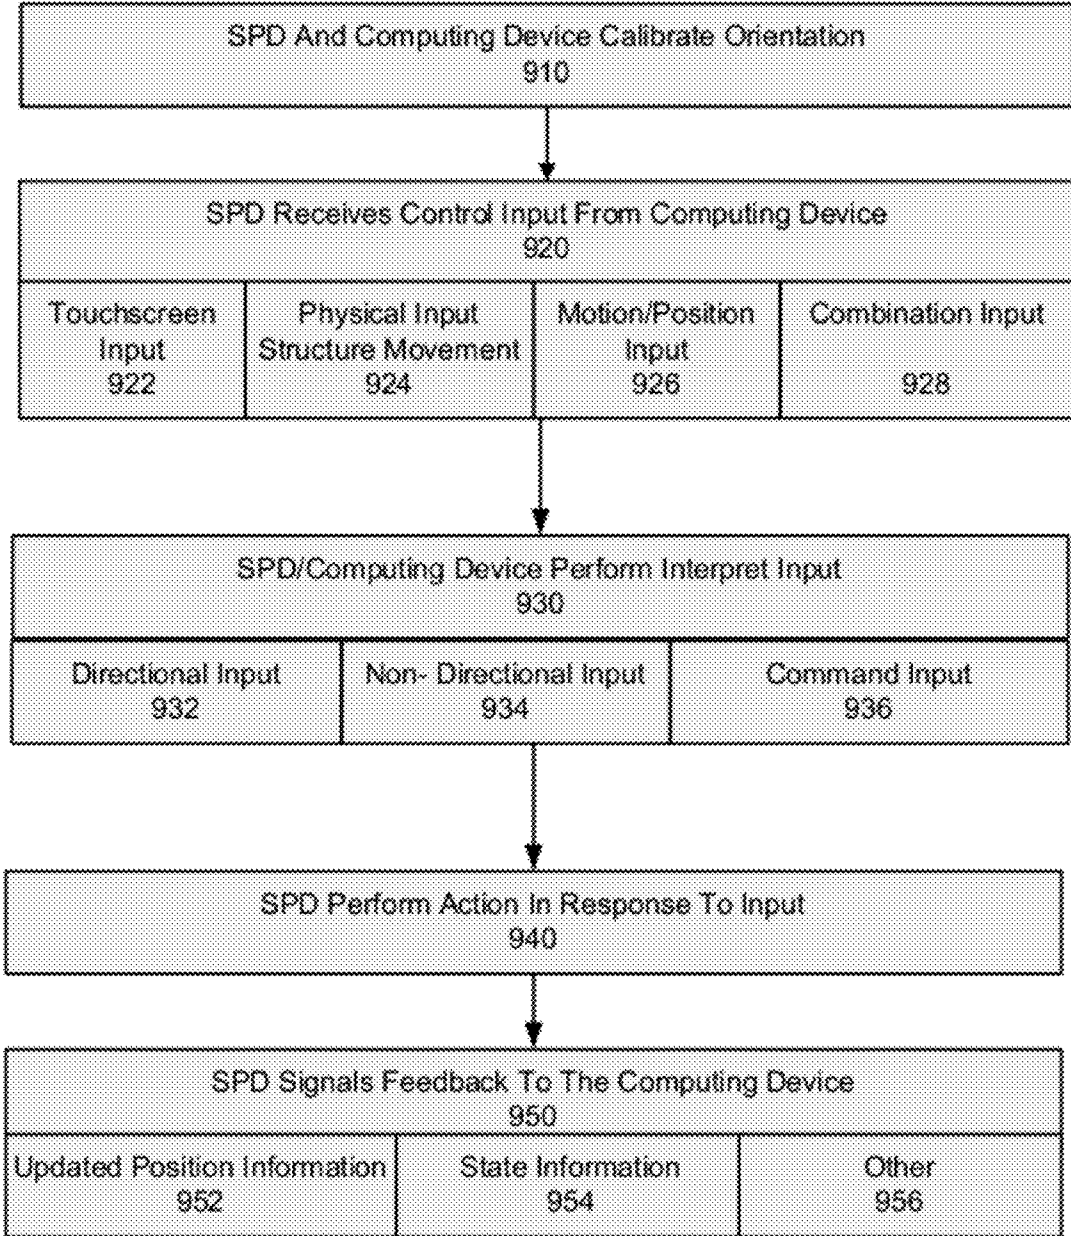 SPD And Computing Device Calibrate Orientation
910
SPD Receives Control Input From Computing Device
920
Touchscreen
Input
922
Physical Input
Structure Movement
924
Motion/Position
Input
926
Combination Input
928
SPD/Computing Device Perform Interpret Input
930
Directional Input
932
Non- Directional Input
934
Command Input
936
SPD Perform Action In Response To Input
940
SPD Signals Feedback To The Computing Device
950
Updated Position Information
952
State Information
954
Other
956